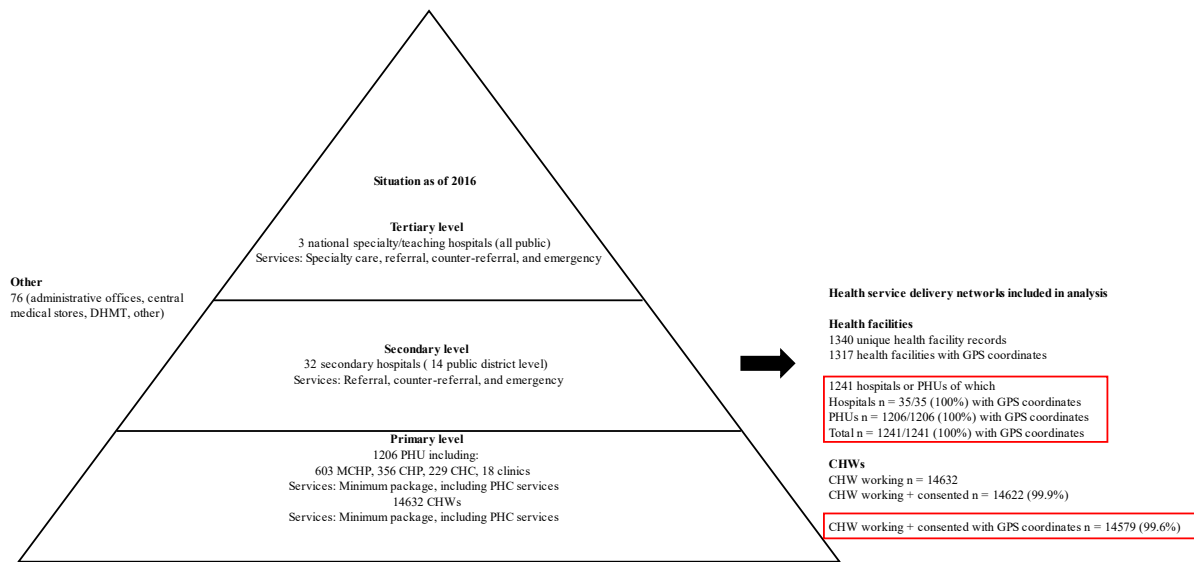 Situation as of 2016
Tertiary level
3 national specialty/teaching hospitals (all public)
Services: Specialty care, referral, counter-referral, and emergency
Other
76 (administrative offices, central
medical stores, DHMT, other)
Secondary level
32 secondary hospitals ( 14 public district level)
Services: Referral, counter-referral, and emergency
Primary level
1206 PHU including:
603 MCHP, 356 CHP, 229 CHC, 18 clinics
Services: Minimum package, including PHC services
14632 CHWs
Services: Minimum package, including PHC services
Health service delivery networks included in analysis
Health facilities
1340 unique health facility records
1317 health facilities with GPS coordinates
1241 hospitals or PHUs of which
Hospitals n = 35/35 (100%) with GPS coordinates
PHUs n = 1206/1206 (100%) with GPS coordinates
Total n = 1241/1241 (100%) with GPS coordinates
CHWs
CHW working n = 14632
CHW working + consented n = 14622 (99.9%)
CHW working + consented with GPS coordinates n = 14579 (99.6%)